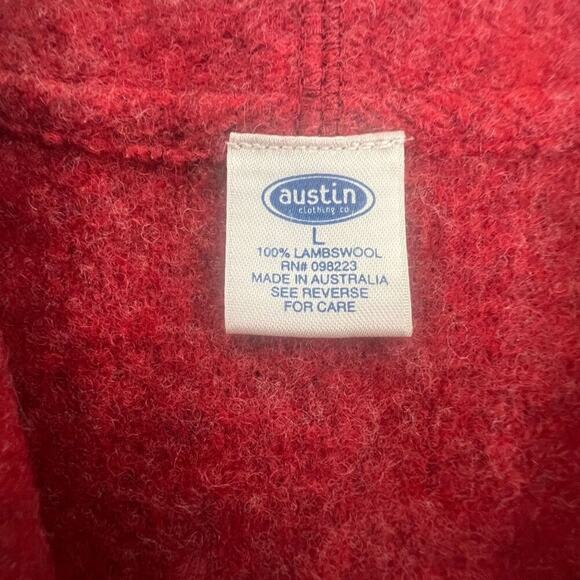 austin
clothing co
L
100% LAMBSWOOL
RN# 098223
MADE IN AUSTRALIA
SEE REVERSE
FOR CARE